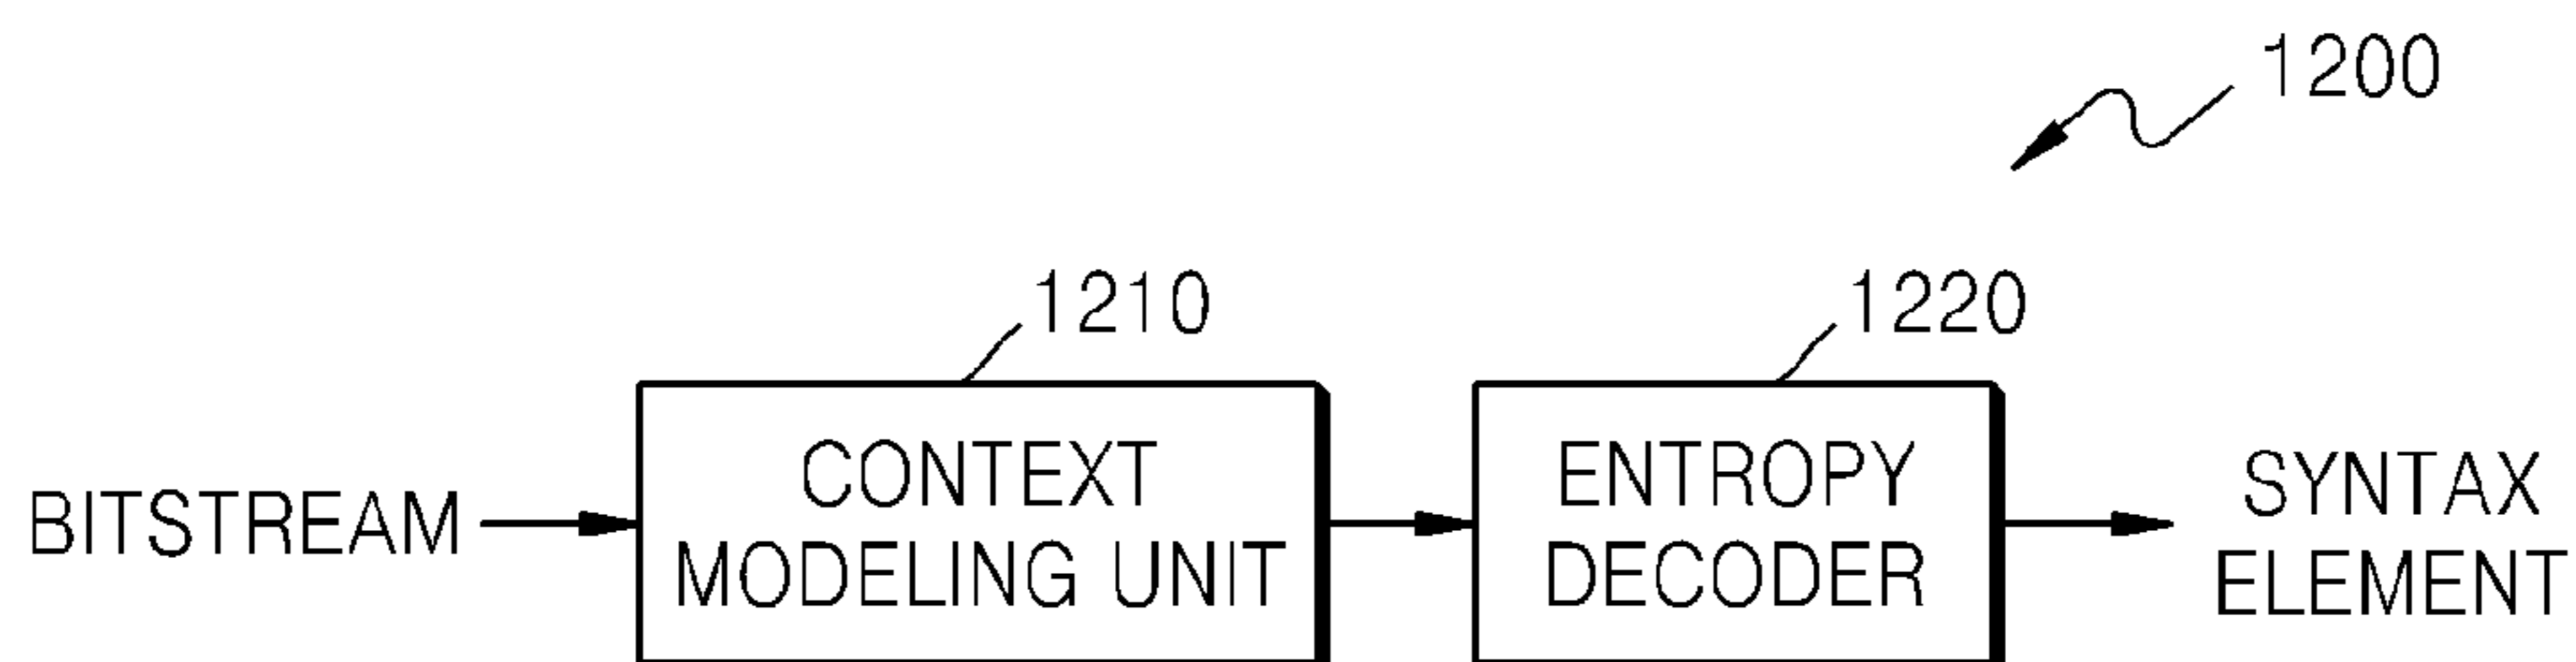 1200
1210
1220
BITSTREAM
CONTEXT
MODELING UNIT
ENTROPY
DECODER
SYNTAX
ELEMENT